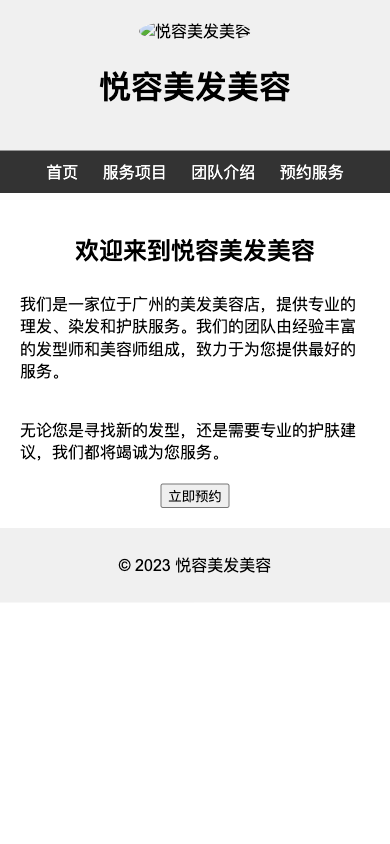 悦容美发美容
悦容美发美容
首页 服务项目 团队介绍 预约服务
欢迎来到悦容美发美容
我们是一家位于广州的美发美容店，提供专业的
理发、染发和护肤服务。我们的团队由经验丰富
的发型师和美容师组成，致力于为您提供最好的
服务。
无论您是寻找新的发型，还是需要专业的护肤建
议，我们都将竭诚为您服务。
立即预约
© 2023 悦容美发美容